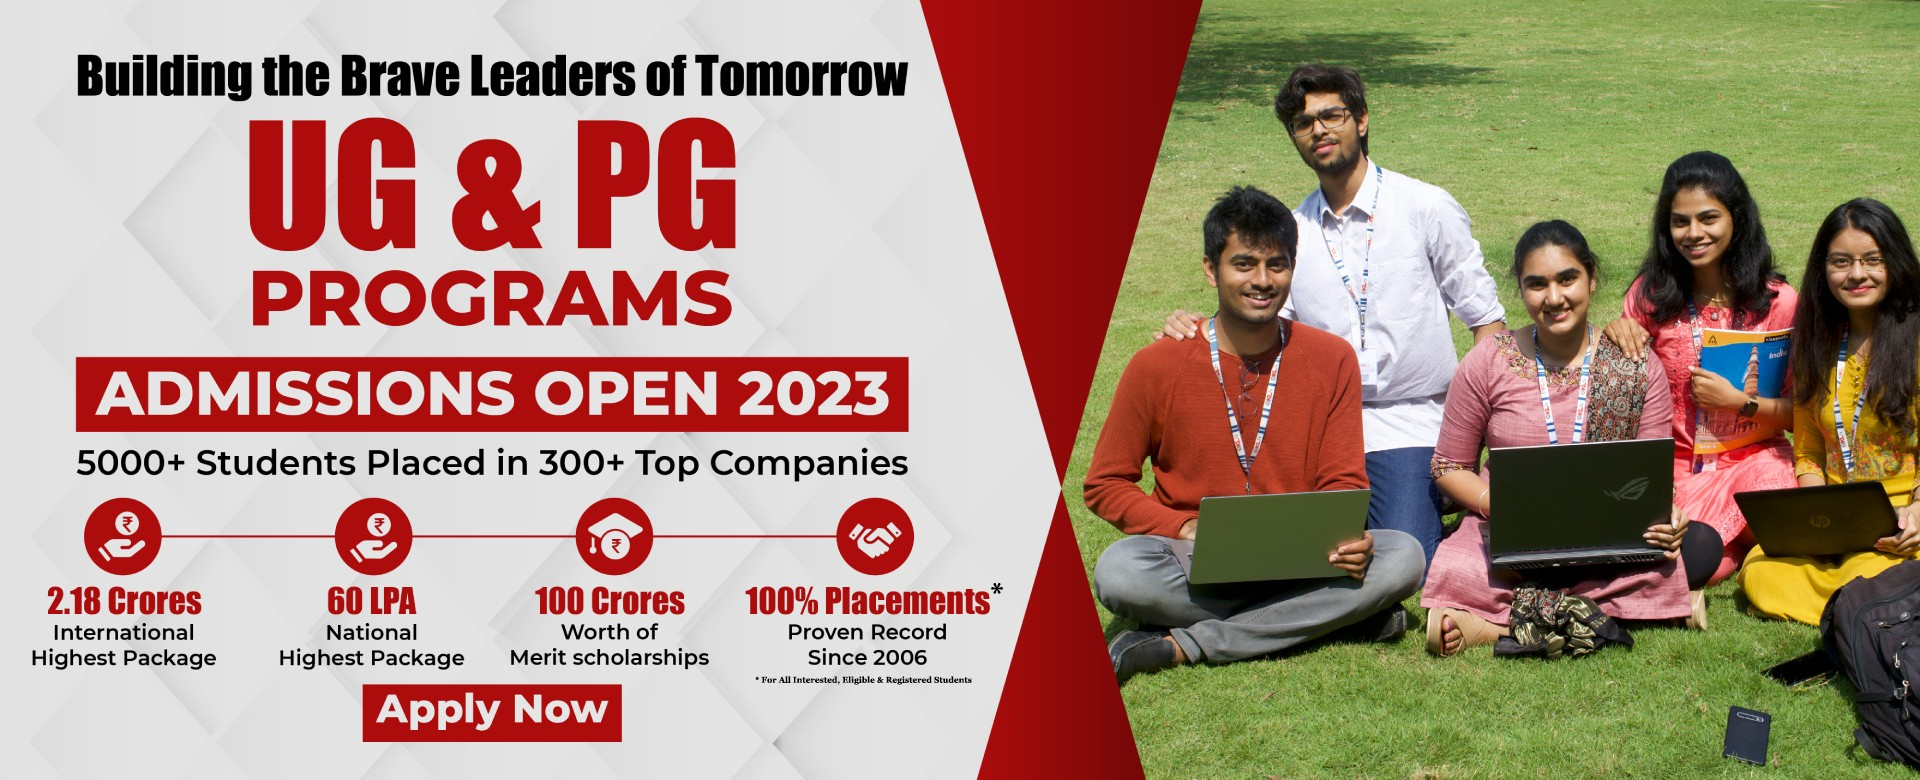 Building the Brave Leaders of Tomorrow
UG & PG
PROGRAMS
ADMISSIONS OPEN 2023
5000+ Students Placed in 300+ Top Companies
2.18 Crores
International
Highest Package
60 LPA
National
Highest Package
100 Crores
Worth of
Merit scholarships
100% Placements*
Proven Record
Since 2006
* For All Interested, Eligible & Registered Students
Apply Now
India
hp